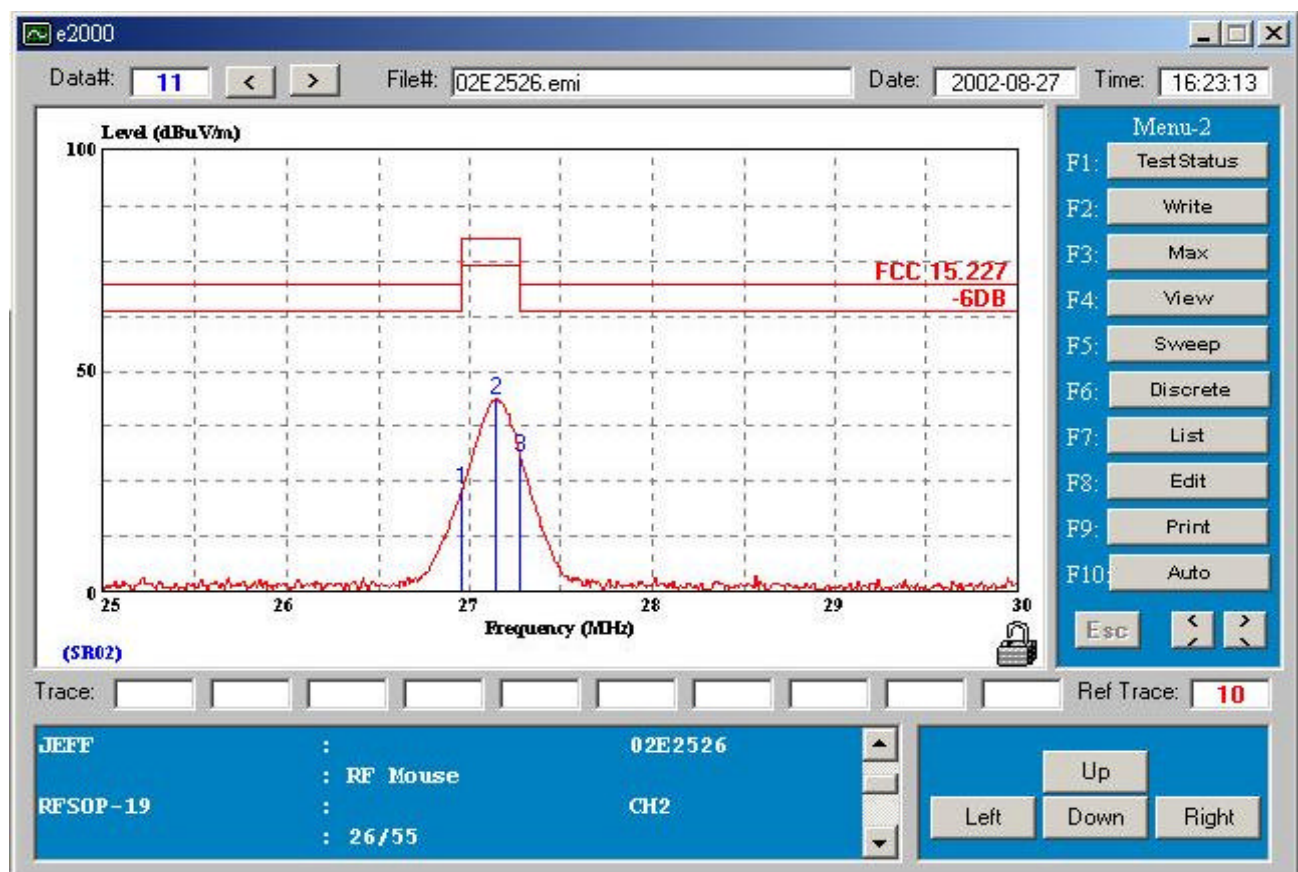 e2000
Data#: 11 < > File#: 02E2526.emi Date: 2002-08-27 Time: 16:23:13
Level (dBuV/m)
100
50
0
FCC 15.227
-6DB
1
2
3
25 26 27 28 29 30
Frequency (MHz)
(SR02)
Menu-2
F1: TestStatus
F2: Write
F3: Max
F4: View
F5: Sweep
F6: Discrete
F7: List
F8: Edit
F9: Print
F10: Auto
Esc
Trace: Ref Trace: 10
JEFF : 02E2526
: RF Mouse
RFSOP-19 : CH2
: 26/55
Up
Left Down Right